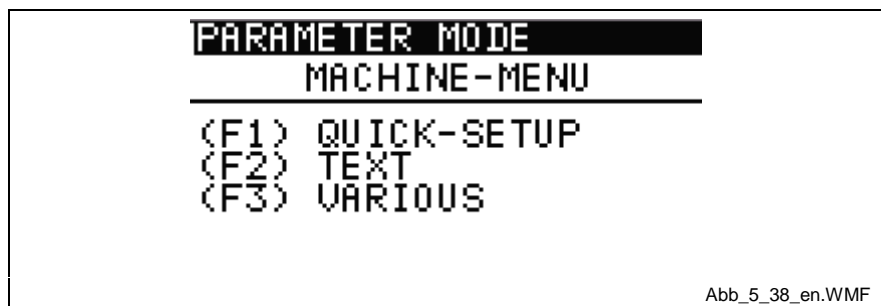 PARAMETER MODE
MACHINE-MENU
(F1) QUICK-SETUP
(F2) TEXT
(F3) VARIOUS
Abb_5_38_en.WMF